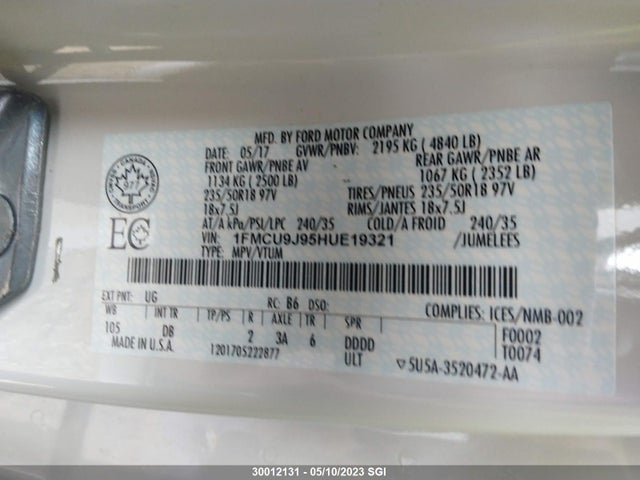 MFD. BY FORD MOTOR COMPANY
DATE: 05/17 GVWR/PNBV: 2195 KG ( 4840 LB)
FRONT GAWR/PNBE AV REAR GAWR/PNBE AR
1134 KG ( 2500 LB) 1067 KG ( 2352 LB)
235/50R18 97V TIRES/PNEUS 235/50R18 97V
18x7.5J RIMS/JANTES 18x7.5J
AT/A kPa/PSI/LPC 240/35 COLD/A FROID 240/35
VIN: 1FMCU9J95HUE19321 /JUMELEES
TYPE: MPV/VTUM
CANADA
TRANSPORT
EC
EXT PNT: UG RC: B6 DSO: COMPLIES: ICES/NMB-002
WB INT TR TP/PS R AXLE TR SPR F0002
105 DB 2 3A 6 DDDD T0074
MADE IN U.S.A. 1201705222877 ULT ▽5U5A-3520472-AA
30012131 - 05/10/2023 SGI